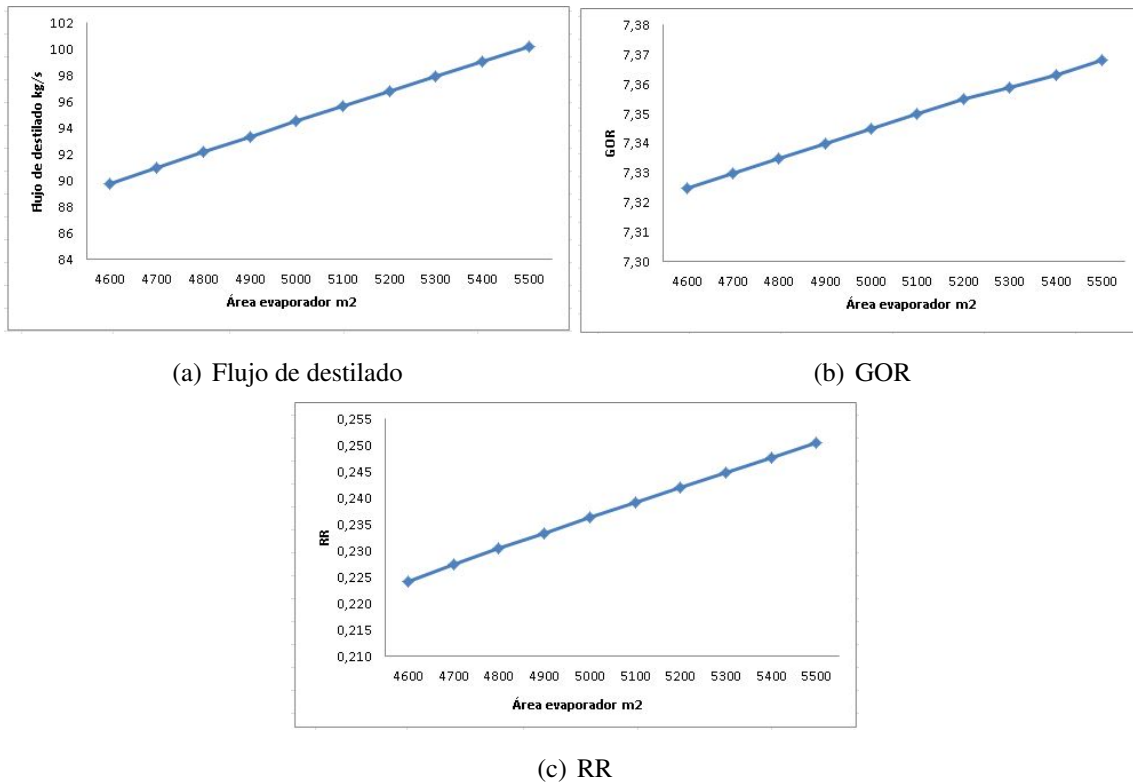 102
100
98
96
94
92
90
88
86
84
Flujo de destilado kg/s
4600 4700 4800 4900 5000 5100 5200 5300 5400 5500
Área evaporador m2
(a) Flujo de destilado
7,38
7,37
7,36
7,35
7,34
7,33
7,32
7,31
7,30
GOR
4600 4700 4800 4900 5000 5100 5200 5300 5400 5500
Área evaporador m2
(b) GOR
0,255
0,250
0,245
0,240
0,235
0,230
0,225
0,220
0,215
0,210
RR
4600 4700 4800 4900 5000 5100 5200 5300 5400 5500
Área evaporador m2
(c) RR